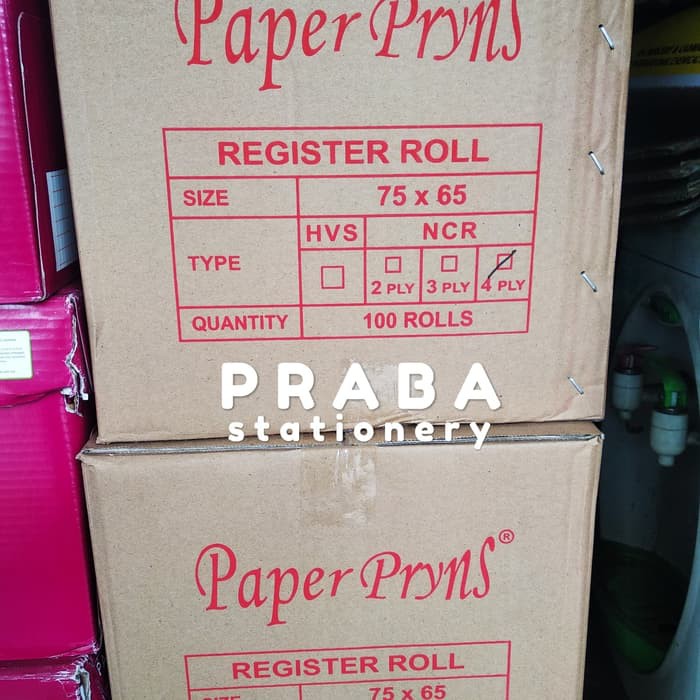 Paper Pryns
REGISTER ROLL
SIZE 75 x 65
HVS NCR
TYPE
2 PLY 3 PLY 4 PLY
QUANTITY 100 ROLLS
PRABA
stationery
Paper Pryns®
REGISTER ROLL
SIZE 75 x 65